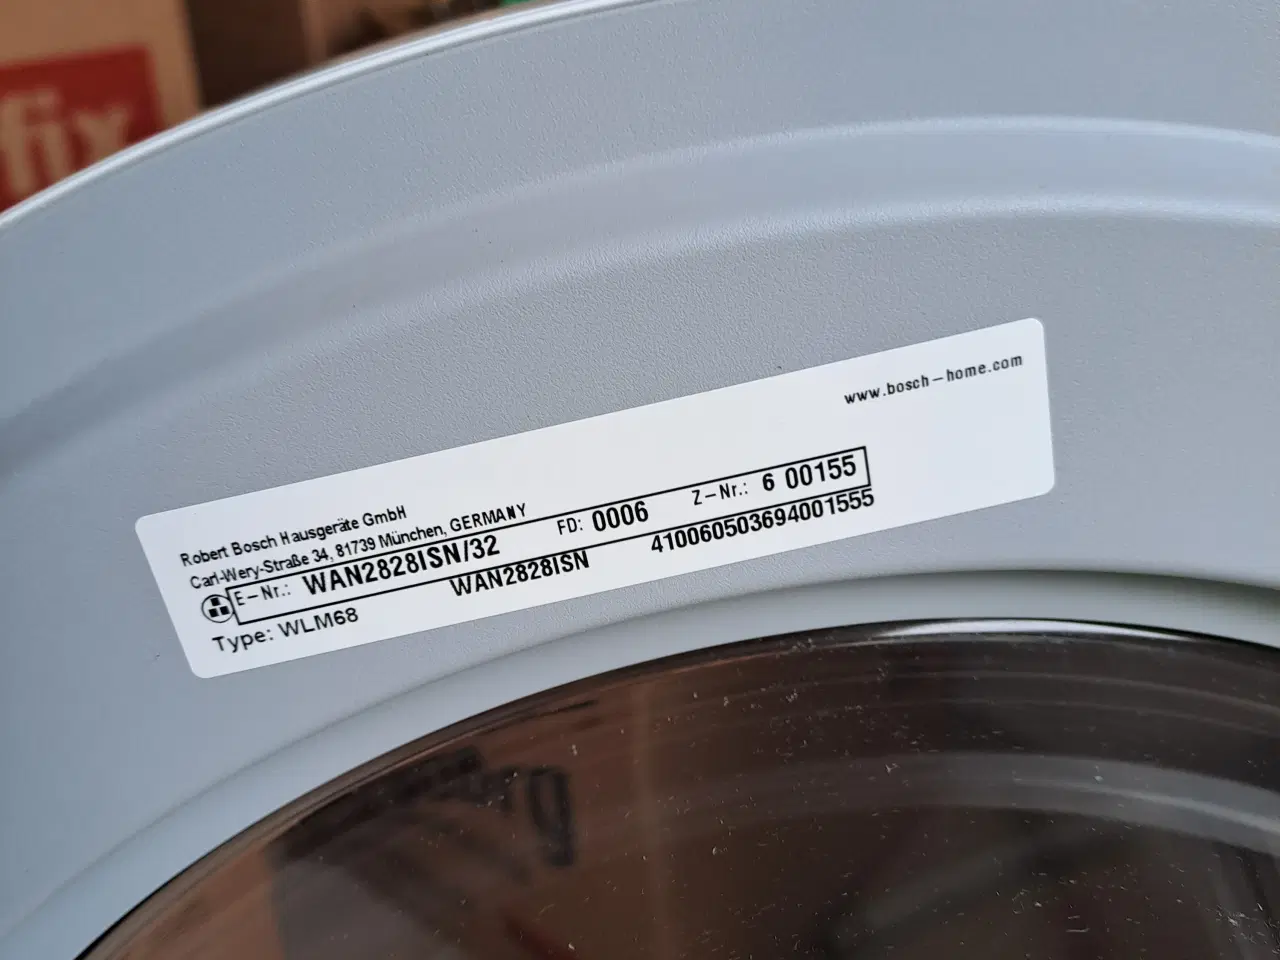 fix
www.bosch-home.com
Robert Bosch Hausgeräte GmbH
Carl-Wery-Straße 34, 81739 München, GERMANY
E-Nr.: WAN2828ISN/32 FD: 0006 Z-Nr.: 6 00155
Type: WLM68 WAN2828ISN 410060503694001555